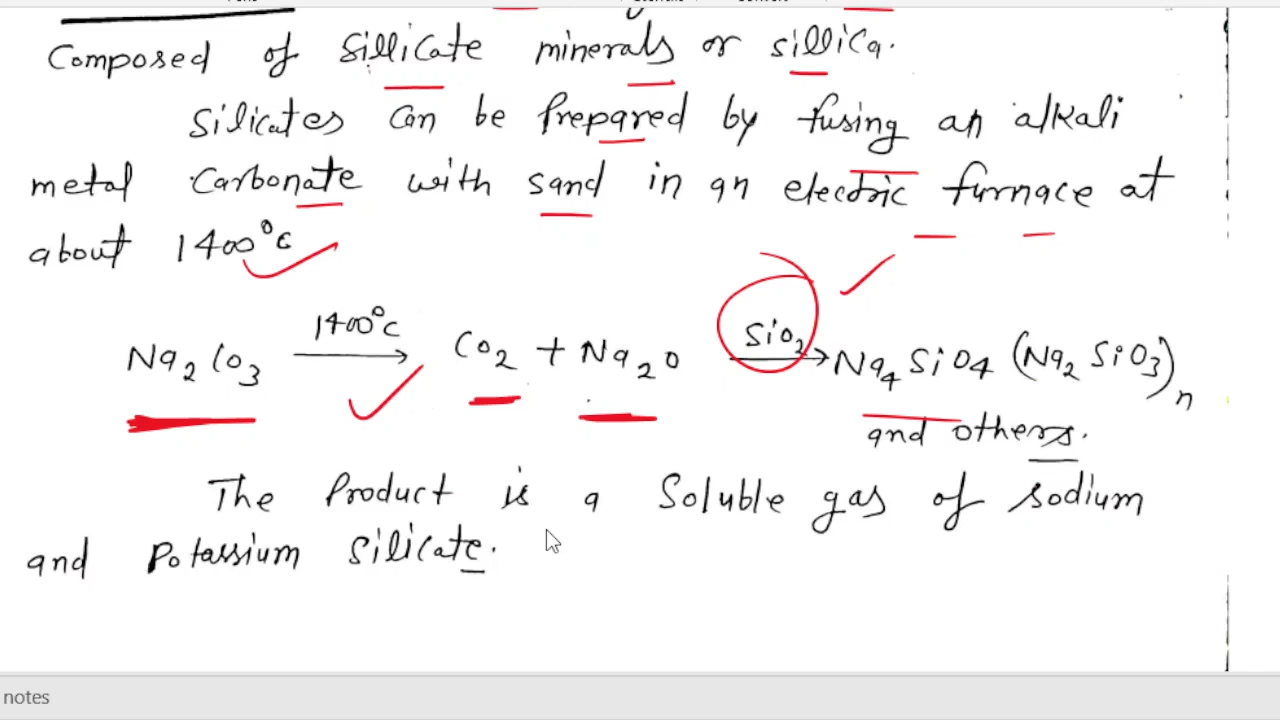 Composed of Sillicate minerals or sillica.
Silicates Can be Prepared by fusing an alkali
metal Carbonate with sand in an electric furnace at
about 1400°C
Na2CO3 1400°C CO2 + Na2O SiO2 Na4SiO4 (Na2SiO3)n
and others.
The Product is a Soluble gas of sodium
and Potassium Silicate.
notes